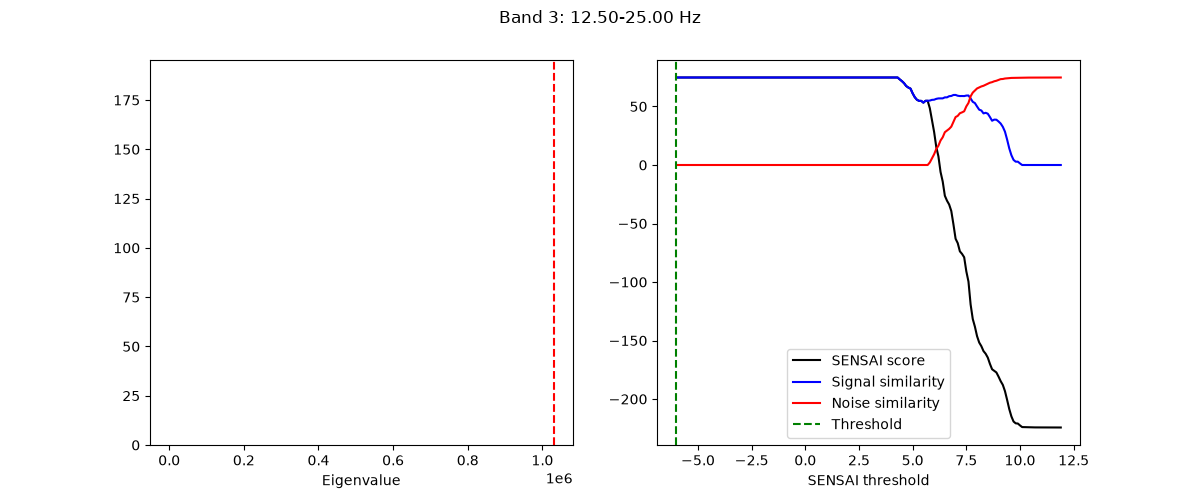 Band 3: 12.50-25.00 Hz
175
150
125
100
75
50
25
0
0.0 0.2 0.4 0.6 0.8 1.0
1e6
Eigenvalue
50
0
−50
−100
−150
−200
SENSAI score
Signal similarity
Noise similarity
Threshold
−5.0 −2.5 0.0 2.5 5.0 7.5 10.0 12.5
SENSAI threshold